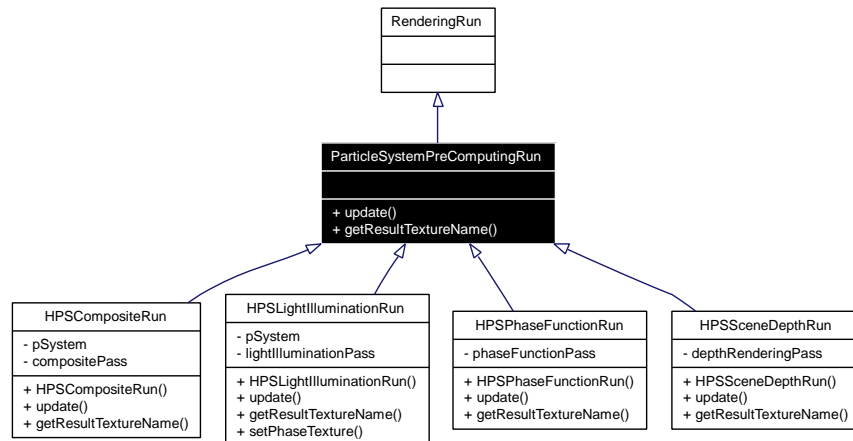 RenderingRun
ParticleSystemPreComputingRun
+ update()
+ getResultTextureName()
HPSCompositeRun
- pSystem
- compositePass
+ HPSCompositeRun()
+ update()
+ getResultTextureName()
HPSLightIlluminationRun
- pSystem
- lightIlluminationPass
+ HPSLightIlluminationRun()
+ update()
+ getResultTextureName()
+ setPhaseTexture()
HPSPhaseFunctionRun
- phaseFunctionPass
+ HPSPhaseFunctionRun()
+ update()
+ getResultTextureName()
HPSSceneDepthRun
- depthRenderingPass
+ HPSSceneDepthRun()
+ update()
+ getResultTextureName()